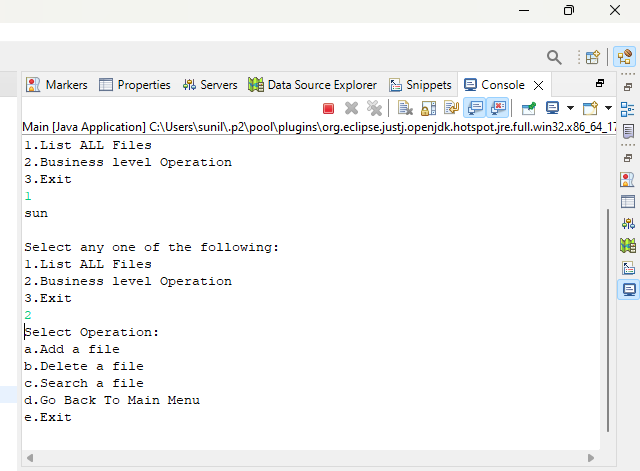 Markers Properties Servers Data Source Explorer Snippets Console
Main [Java Application] C:\Users\sunil\.p2\pool\plugins\org.eclipse.justj.openjdk.hotspot.jre.full.win32.x86_64_17
1.List ALL Files
2.Business level Operation
3.Exit
1
sun
Select any one of the following:
1.List ALL Files
2.Business level Operation
3.Exit
2
Select Operation:
a.Add a file
b.Delete a file
c.Search a file
d.Go Back To Main Menu
e.Exit